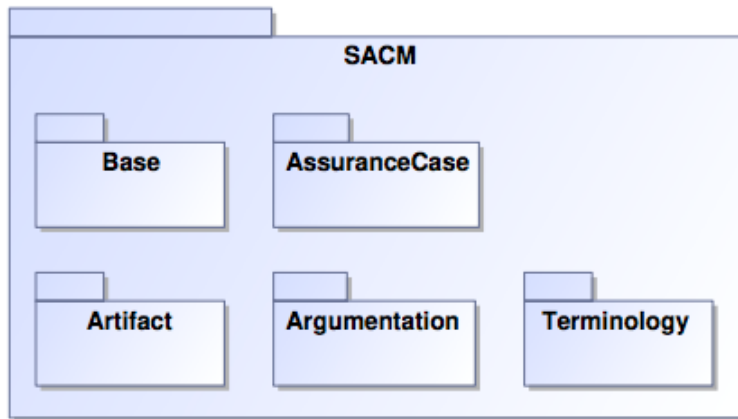 SACM
Base
AssuranceCase
Artifact
Argumentation
Terminology